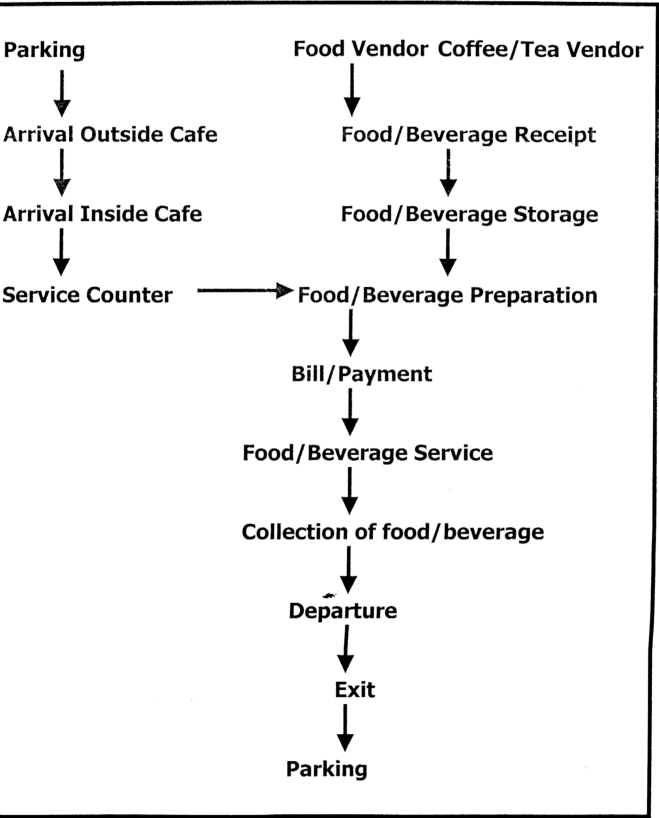 Parking
Food Vendor Coffee/Tea Vendor
Arrival Outside Cafe
Food/Beverage Receipt
Arrival Inside Cafe
Food/Beverage Storage
Service Counter
Food/Beverage Preparation
Bill/Payment
Food/Beverage Service
Collection of food/beverage
Departure
Exit
Parking